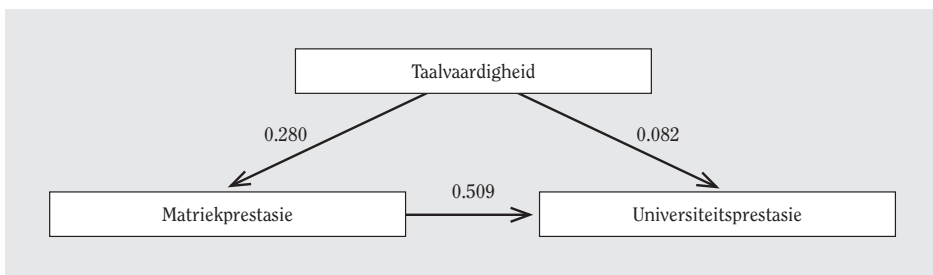 Taalvaardigheid
0.280
0.082
0.509
Matriekprestasie
Universiteitsprestasie